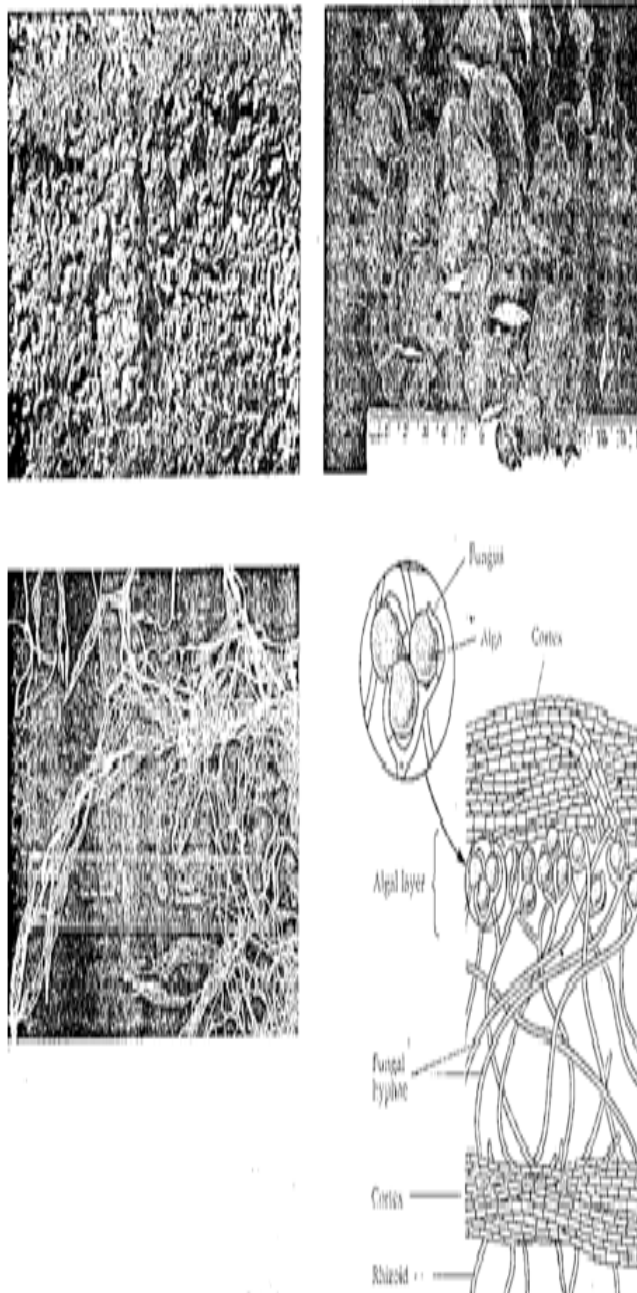 Fungus
Alga
Cortex
Algal layer
Fungal
hyphae
Cortex
Rhizoid